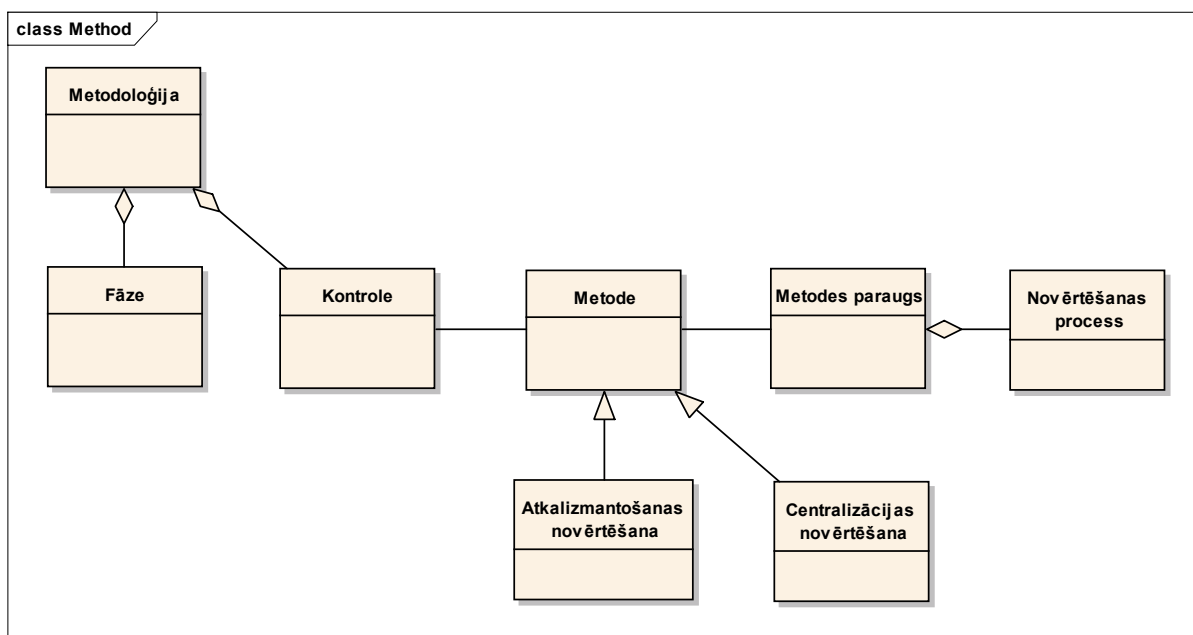 class Method
Metodoloģija
Fāze
Kontrole
Metode
Metodes paraugs
Novērtēšanas
process
Atkalizmantošanas
novērtēšana
Centralizācijas
novērtēšana